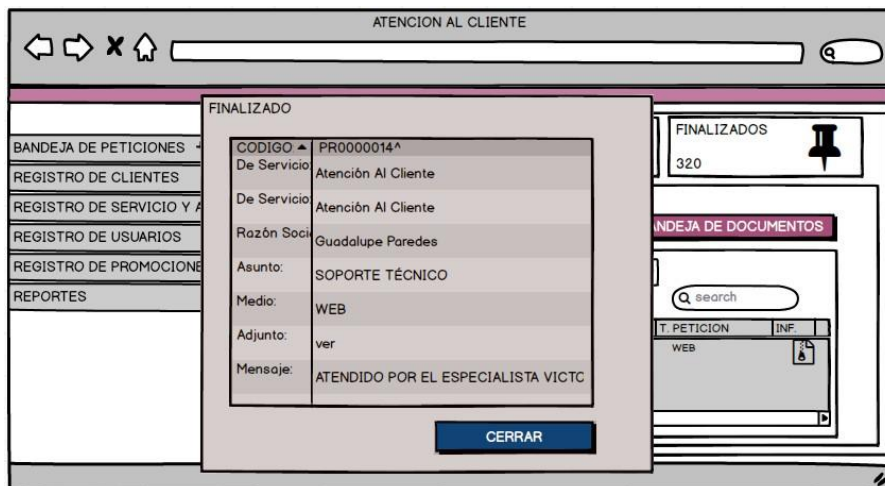 ATENCION AL CLIENTE
FINALIZADO
CODIGO PR0000014^
De Servicio Atención Al Cliente
De Servicio Atención Al Cliente
Razón Soci Guadalupe Paredes
Asunto: SOPORTE TÉCNICO
Medio: WEB
Adjunto: ver
Mensaje: ATENDIDO POR EL ESPECIALISTA VICTO
CERRAR
BANDEJA DE PETICIONES
REGISTRO DE CLIENTES
REGISTRO DE SERVICIO Y A
REGISTRO DE USUARIOS
REGISTRO DE PROMOCIONE
REPORTES
FINALIZADOS
320
NDEJA DE DOCUMENTOS
search
T. PETICION INF.
WEB